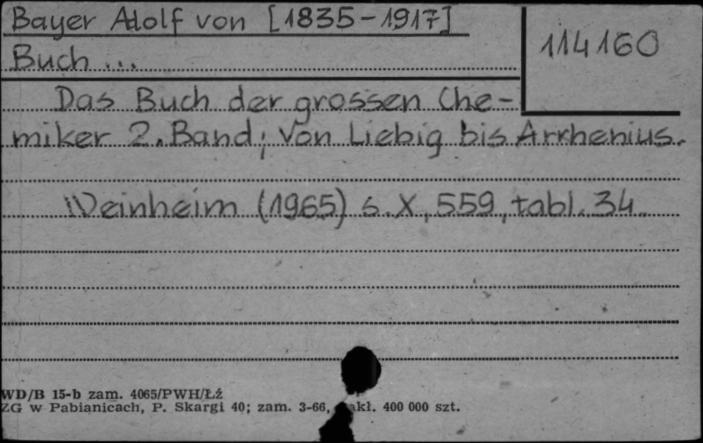 Bayer Adolf von [1835-1917]
114160
Buch ...
Das Buch der grossen Che-
miker 2. Band; Von Liebig bis Arrhenius.
Weinheim (1965) s. X, 559, tabl. 34.
WD/B 15-b zam. 4065/PWH/Łź
ZG w Pabianicach, P. Skargi 40; zam. 3-66, 400 000 szt.